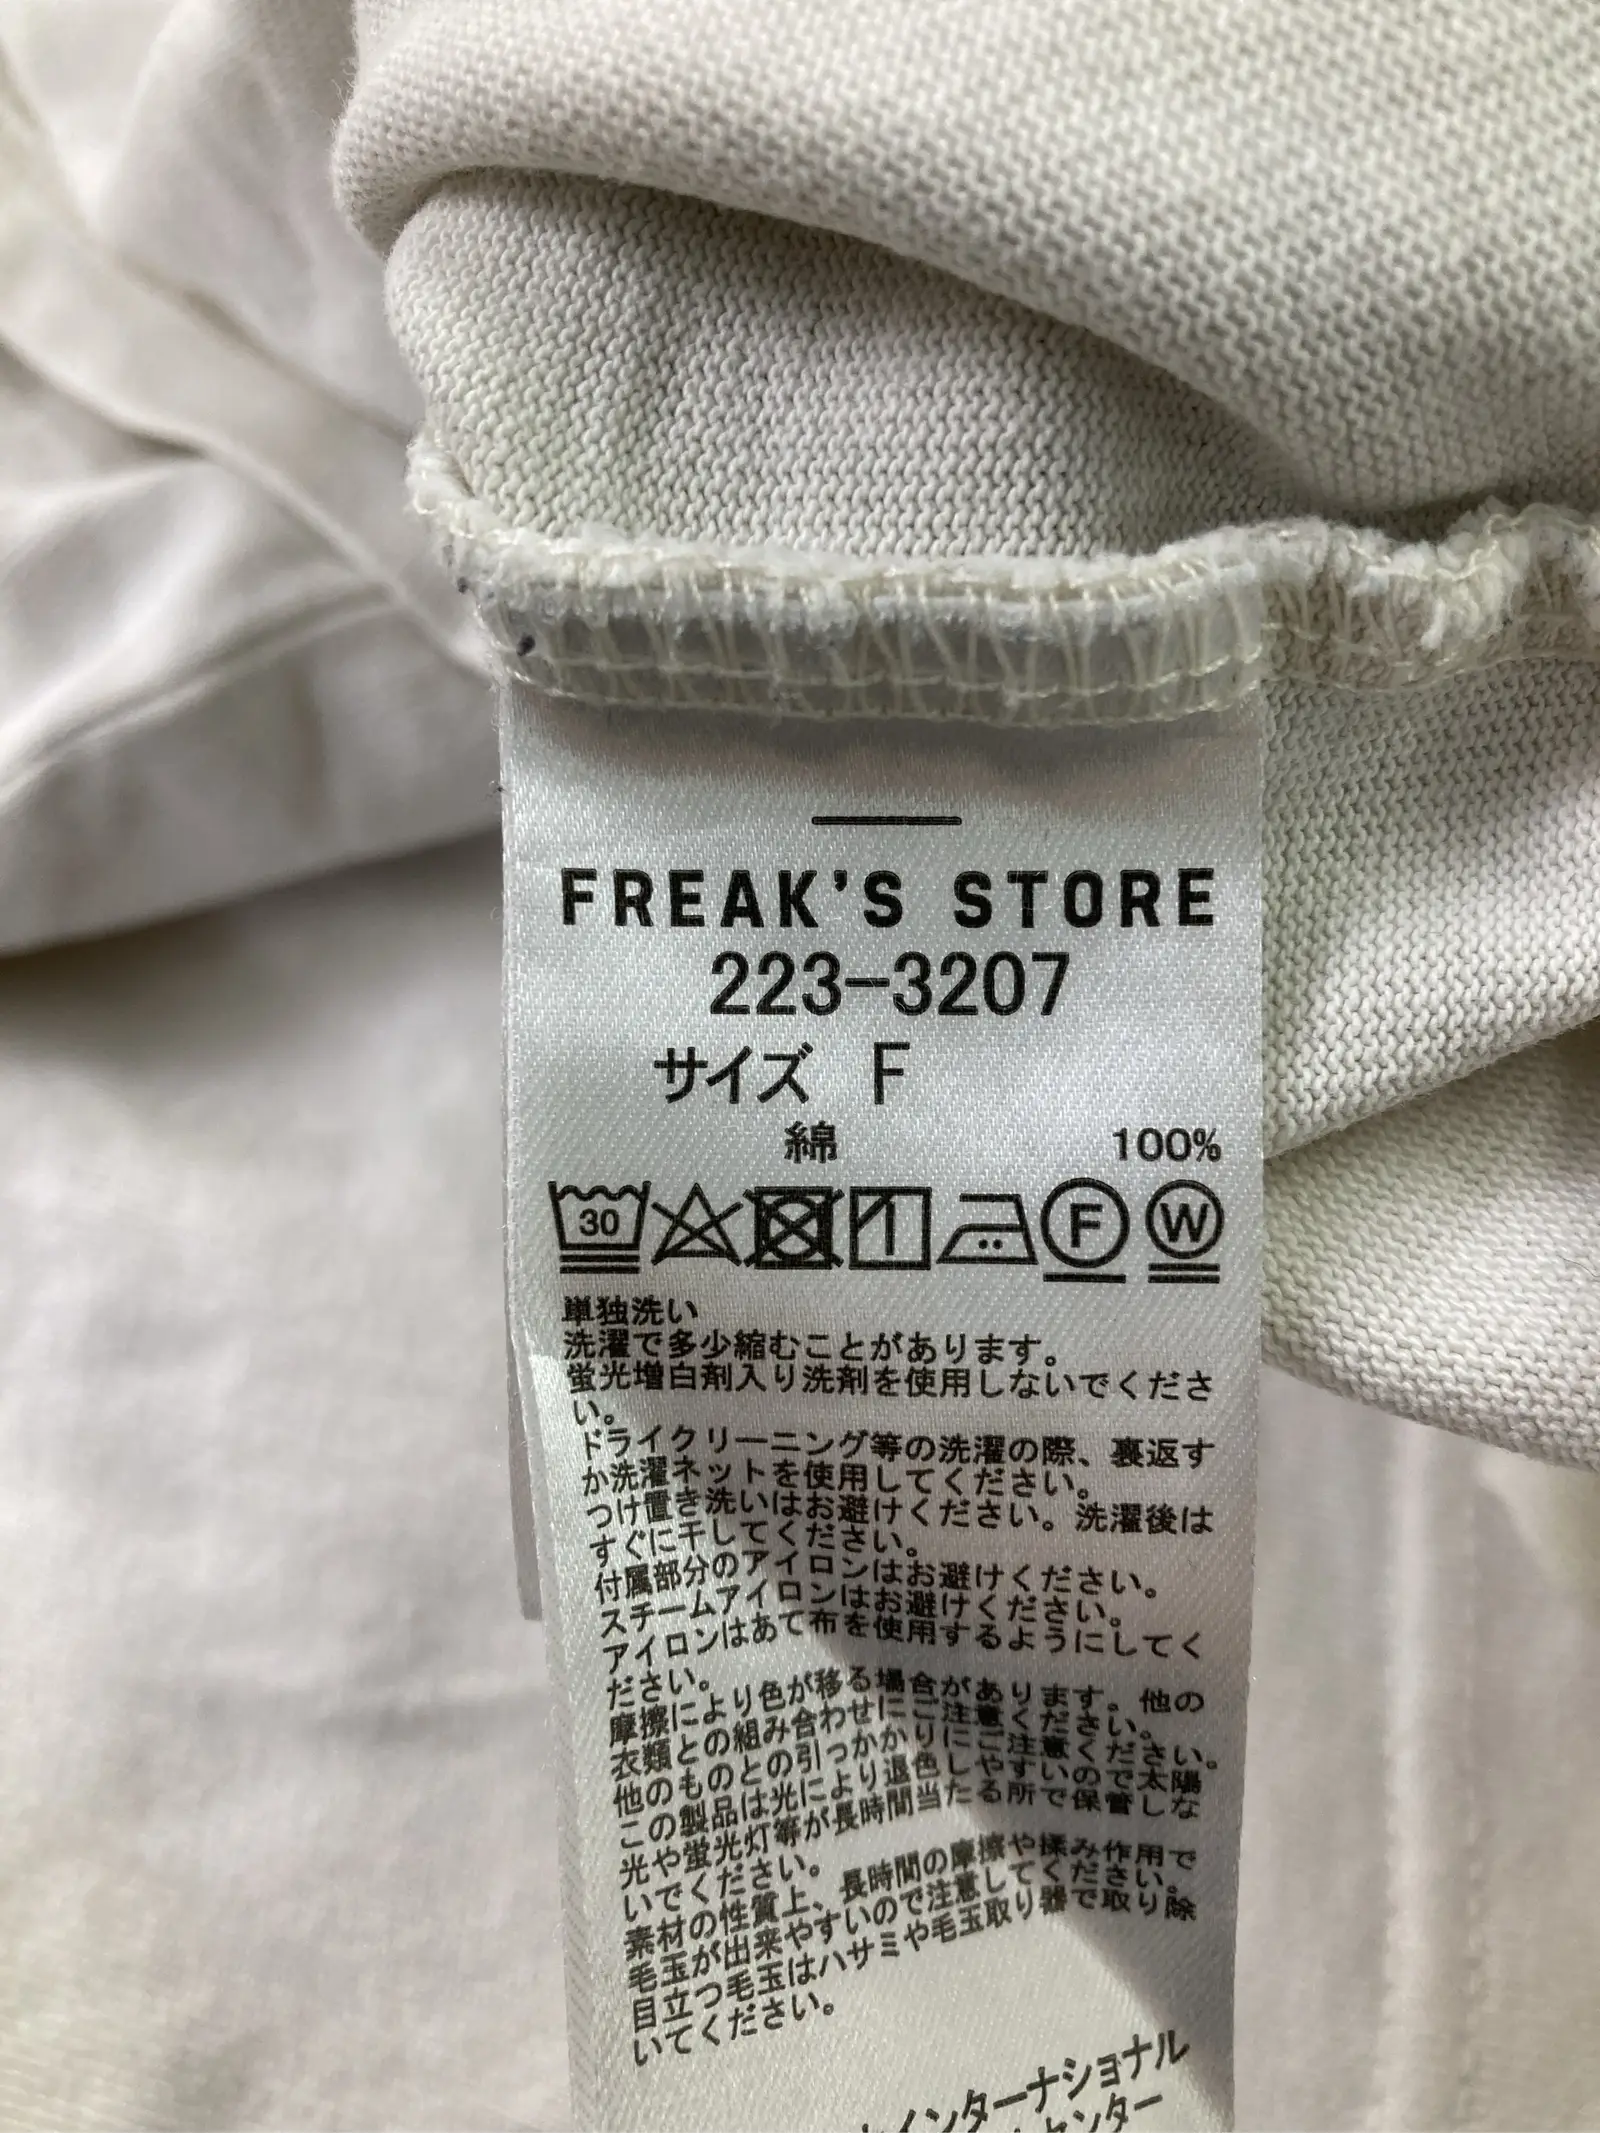 FREAK'S STORE
223-3207
サイズ F
綿 100%
30 1 F W
単独洗い
洗濯で多少縮むことがあります。
蛍光増白剤入り洗剤を使用しないでくださ
い。
ドライクリーニング等の洗濯の際、裏返す
か洗濯ネットを使用してください。
つけ置き洗いはお避けください。洗濯後は
すぐに干してください。
付属部分のアイロンはお避けください。
スチームアイロンはお避けください。
アイロンはあて布を使用するようにしてく
ださい。
摩擦により色が移る場合があります。他の
衣類との組み合わせにご注意ください。
他のものとの引っかかりにご注意ください。
この製品は光により退色しやすいので太陽
光や蛍光灯等が長時間当たる所で保管しな
いでください。
素材の性質上、長時間の摩擦や揉み作用で
毛玉が出来やすいので注意してください。
目立つ毛玉はハサミや毛玉取り器で取り除
いてください。
インターナショナル
センター